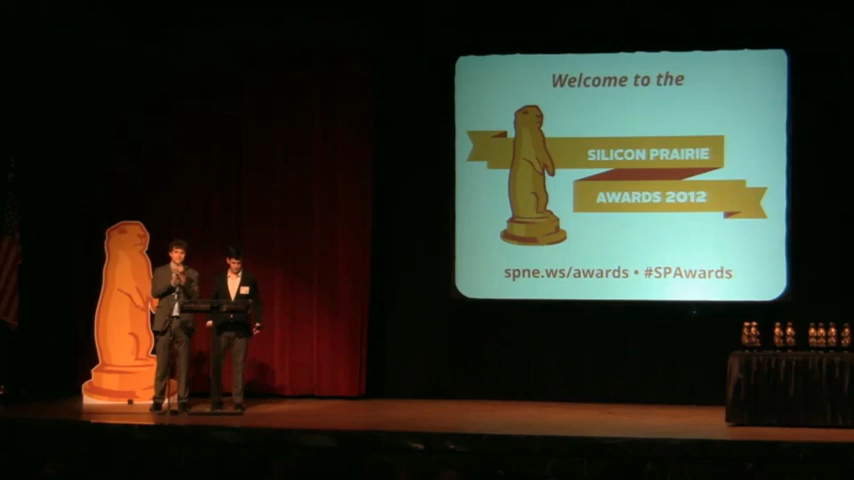 Welcome to the
SILICON PRAIRIE
AWARDS 2012
spne.ws/awards • #SPAwards